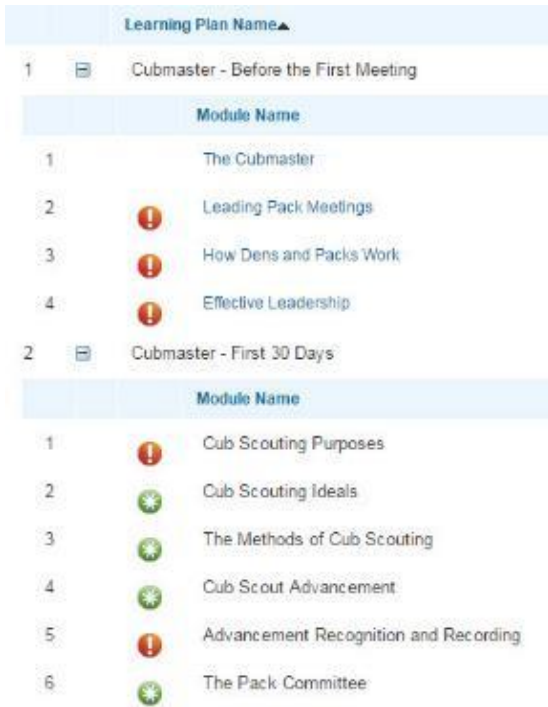 Learning Plan Name
1 Cubmaster - Before the First Meeting
Module Name
1 The Cubmaster
2 Leading Pack Meetings
3 How Dens and Packs Work
4 Effective Leadership
2 Cubmaster - First 30 Days
Module Name
1 Cub Scouting Purposes
2 Cub Scouting Ideals
3 The Methods of Cub Scouting
4 Cub Scout Advancement
5 Advancement Recognition and Recording
6 The Pack Committee